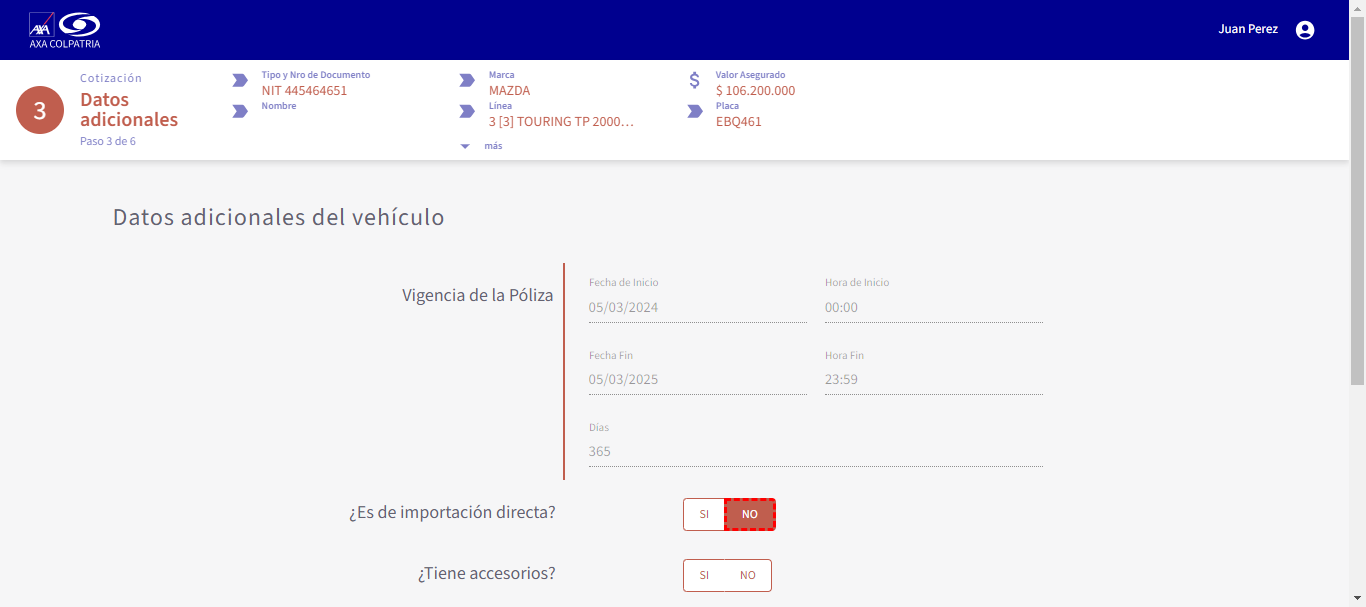 AXA
AXA COLPATRIA
Juan Perez
3
Cotización
Datos
adicionales
Paso 3 de 6
Tipo y Nro de Documento
NIT 445464651
Nombre
Marca
MAZDA
Línea
3 [3] TOURING TP 2000…
más
$
Valor Asegurado
$ 106.200.000
Placa
EBQ461
Datos adicionales del vehículo
Vigencia de la Póliza
Fecha de Inicio
05/03/2024
Hora de Inicio
00:00
Fecha Fin
05/03/2025
Hora Fin
23:59
Días
365
¿Es de importación directa?
SI NO
¿Tiene accesorios?
SI NO